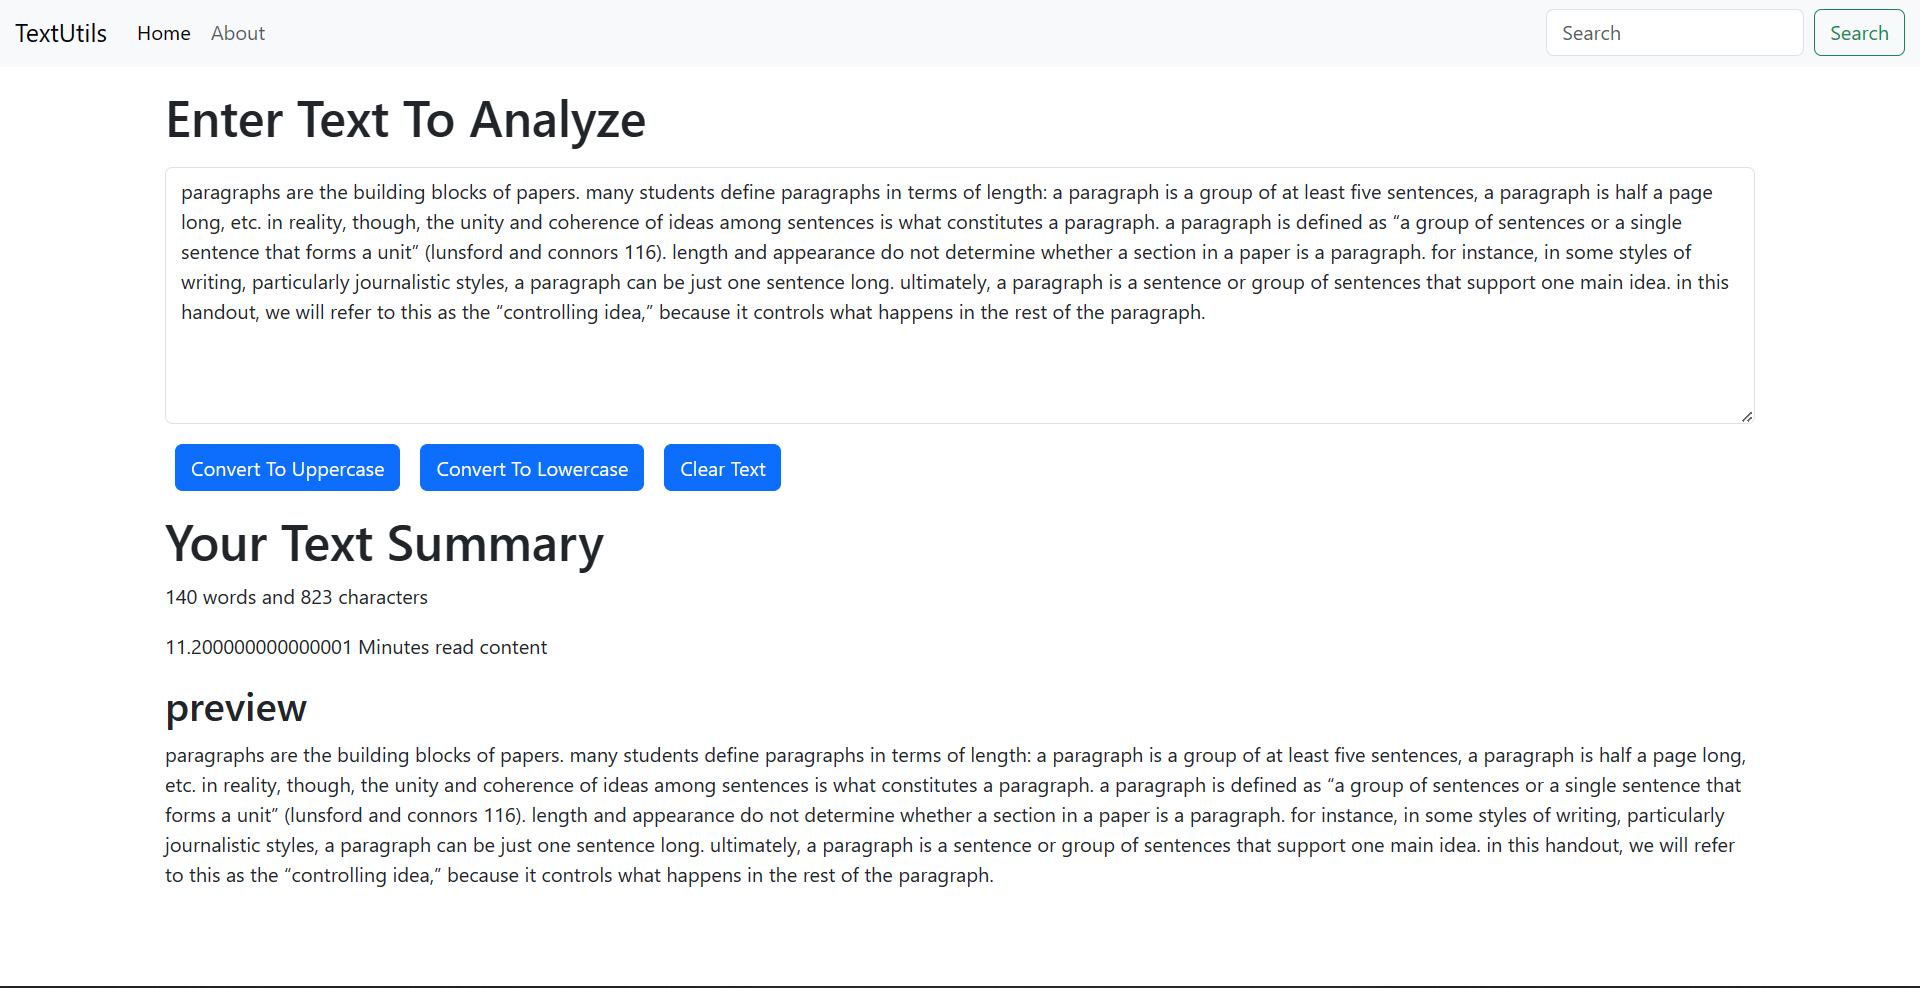 TextUtils Home About Search Search
Enter Text To Analyze
paragraphs are the building blocks of papers. many students define paragraphs in terms of length: a paragraph is a group of at least five sentences, a paragraph is half a page
long, etc. in reality, though, the unity and coherence of ideas among sentences is what constitutes a paragraph. a paragraph is defined as “a group of sentences or a single
sentence that forms a unit” (lunsford and connors 116). length and appearance do not determine whether a section in a paper is a paragraph. for instance, in some styles of
writing, particularly journalistic styles, a paragraph can be just one sentence long. ultimately, a paragraph is a sentence or group of sentences that support one main idea. in this
handout, we will refer to this as the “controlling idea,” because it controls what happens in the rest of the paragraph.
Convert To Uppercase Convert To Lowercase Clear Text
Your Text Summary
140 words and 823 characters
11.200000000000001 Minutes read content
preview
paragraphs are the building blocks of papers. many students define paragraphs in terms of length: a paragraph is a group of at least five sentences, a paragraph is half a page long,
etc. in reality, though, the unity and coherence of ideas among sentences is what constitutes a paragraph. a paragraph is defined as “a group of sentences or a single sentence that
forms a unit” (lunsford and connors 116). length and appearance do not determine whether a section in a paper is a paragraph. for instance, in some styles of writing, particularly
journalistic styles, a paragraph can be just one sentence long. ultimately, a paragraph is a sentence or group of sentences that support one main idea. in this handout, we will refer
to this as the “controlling idea,” because it controls what happens in the rest of the paragraph.